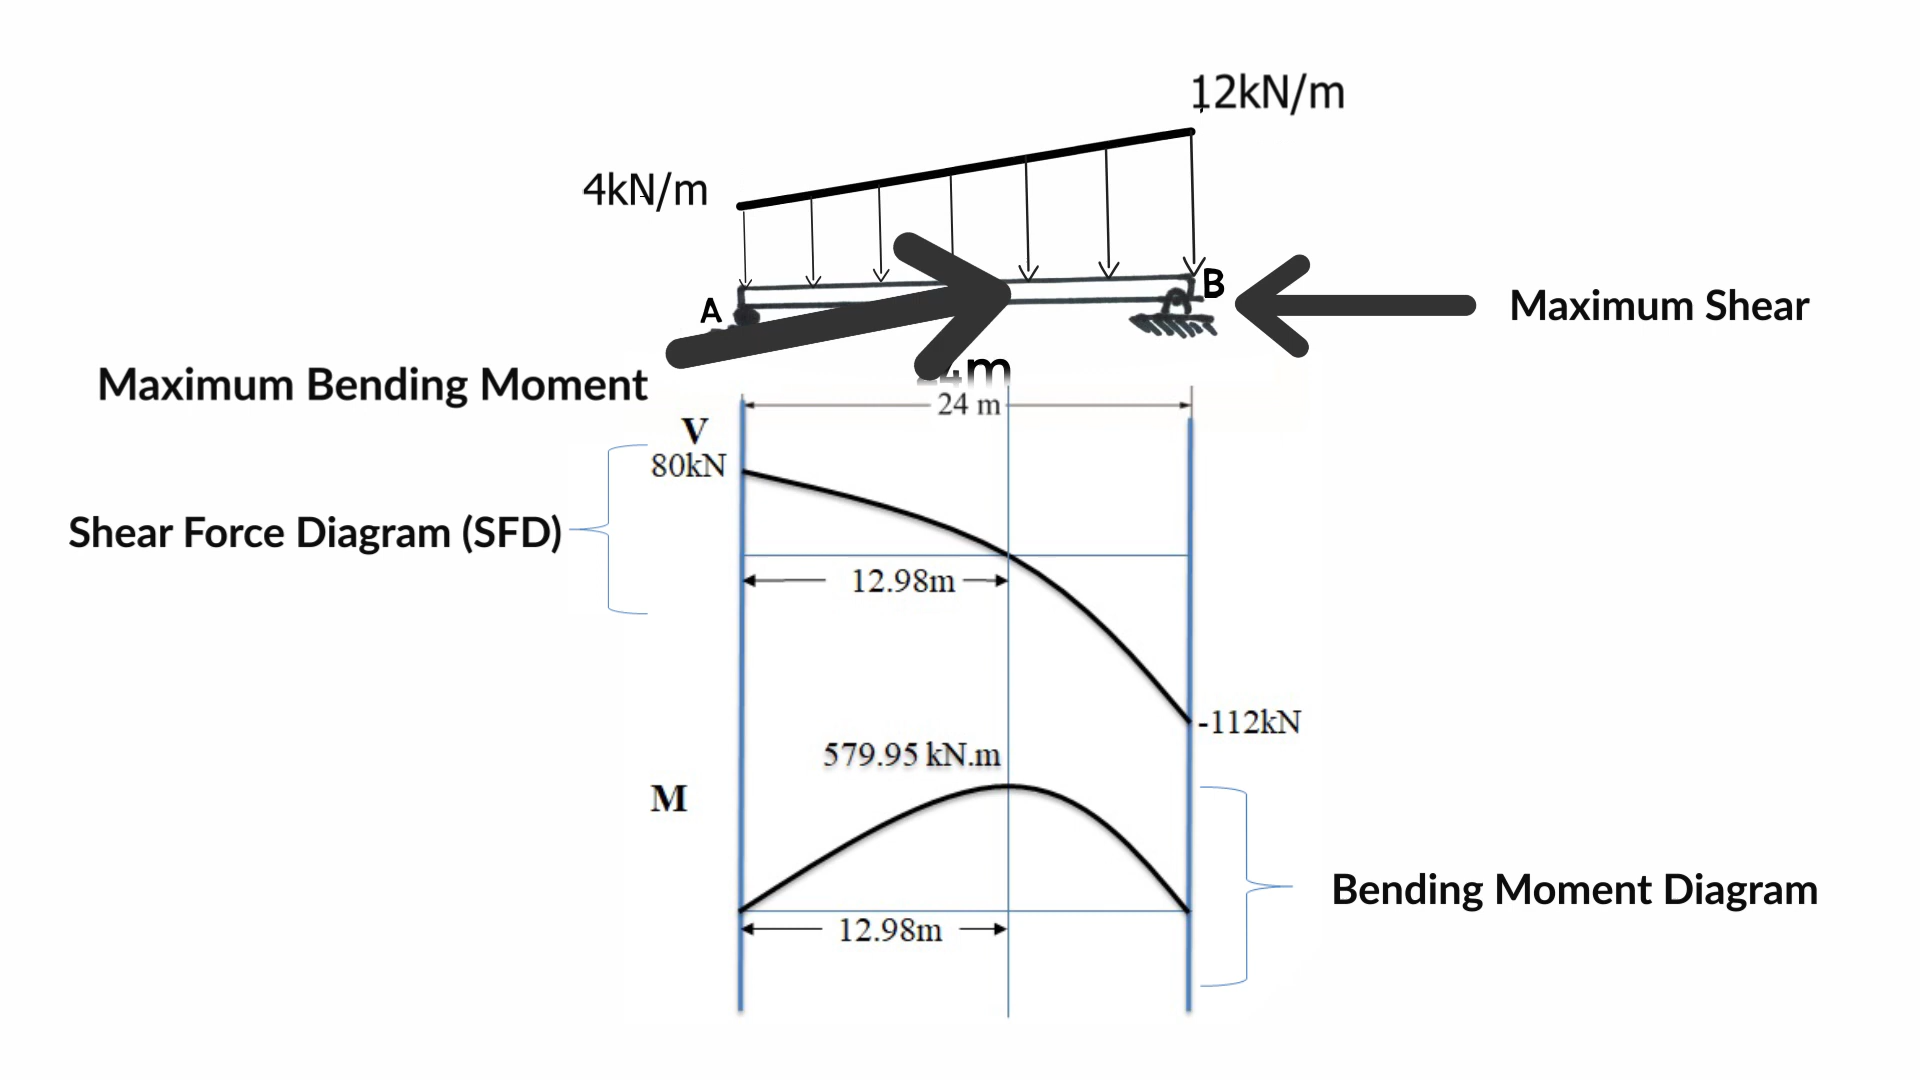 12kN/m
4kN/m
B
A
Maximum Shear
m
Maximum Bending Moment
24 m
V
80kN
Shear Force Diagram (SFD)
12.98m
-112kN
579.95 kN.m
M
Bending Moment Diagram
12.98m